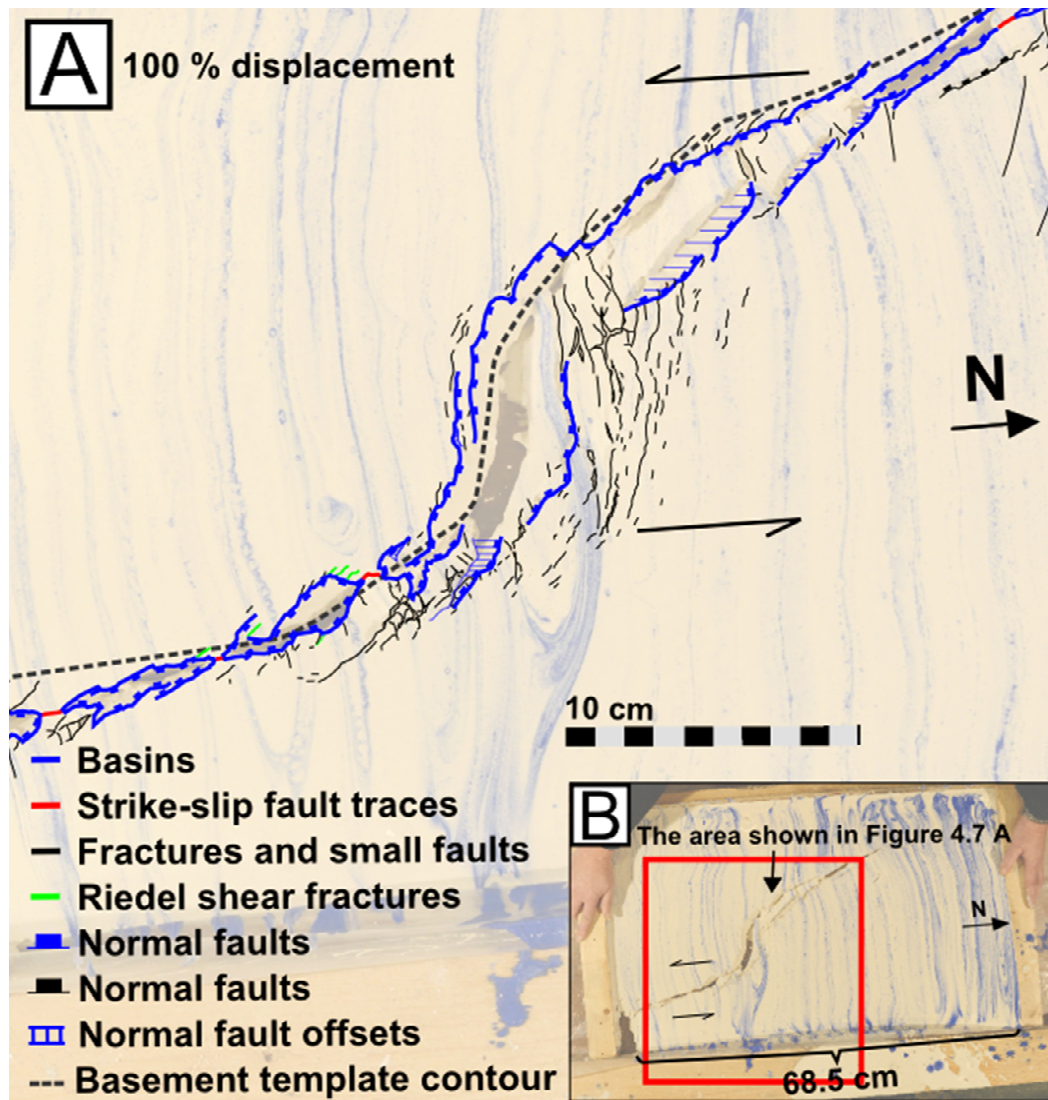 A
100 % displacement
N
10 cm
Basins
Strike-slip fault traces
Fractures and small faults
Riedel shear fractures
Normal faults
Normal faults
Normal fault offsets
Basement template contour
B
The area shown in Figure 4.7 A
N
68.5 cm